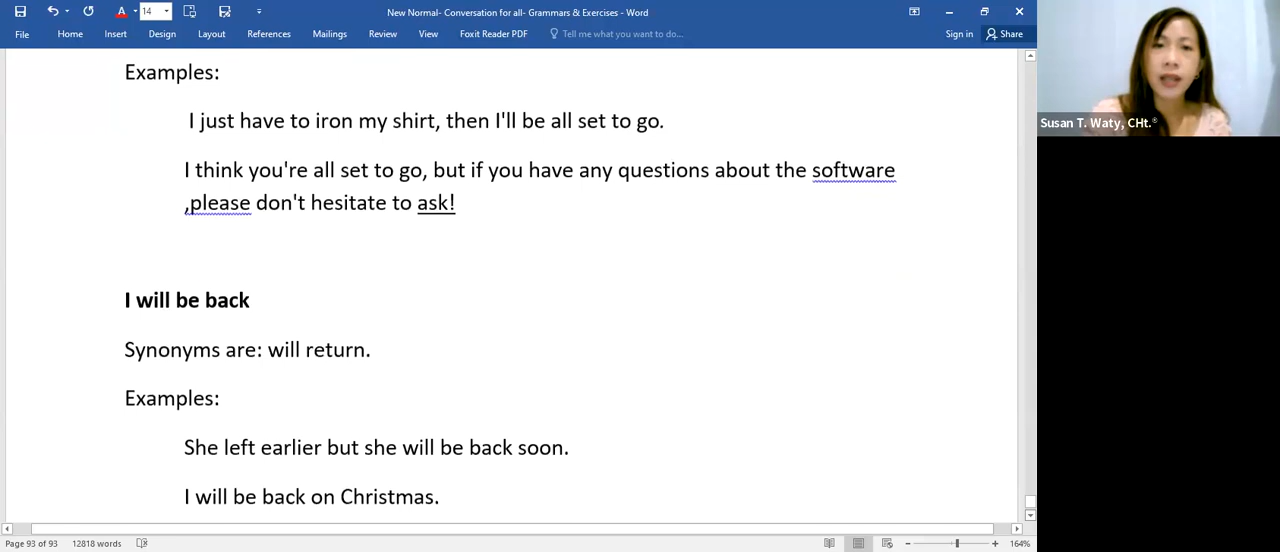 14
New Normal- Conversation for all- Grammars & Exercises - Word
File Home Insert Design Layout References Mailings Review View Foxit Reader PDF Tell me what you want to do... Sign in Share
Examples:
I just have to iron my shirt, then I'll be all set to go.
I think you're all set to go, but if you have any questions about the software
,please don't hesitate to ask!
I will be back
Synonyms are: will return.
Examples:
She left earlier but she will be back soon.
I will be back on Christmas.
Page 93 of 93 12818 words 164%
Susan T. Waty, CHt.®